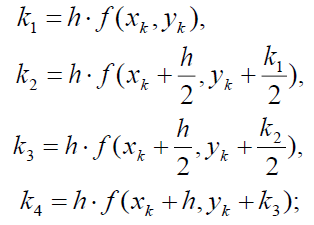 k₁ = h · f(xₖ, yₖ),
k₂ = h · f(xₖ + h/2, yₖ + k₁/2),
k₃ = h · f(xₖ + h/2, yₖ + k₂/2),
k₄ = h · f(xₖ + h, yₖ + k₃);